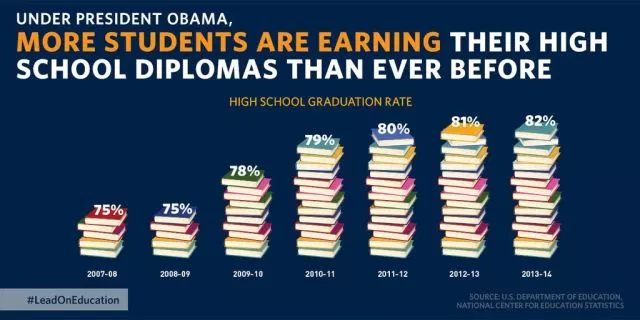 UNDER PRESIDENT OBAMA,
MORE STUDENTS ARE EARNING THEIR HIGH
SCHOOL DIPLOMAS THAN EVER BEFORE
HIGH SCHOOL GRADUATION RATE
75%
75%
78%
79%
80%
81%
82%
2007-08
2008-09
2009-10
2010-11
2011-12
2012-13
2013-14
#LeadOnEducation
SOURCE: U.S. DEPARTMENT OF EDUCATION,
NATIONAL CENTER FOR EDUCATION STATISTICS